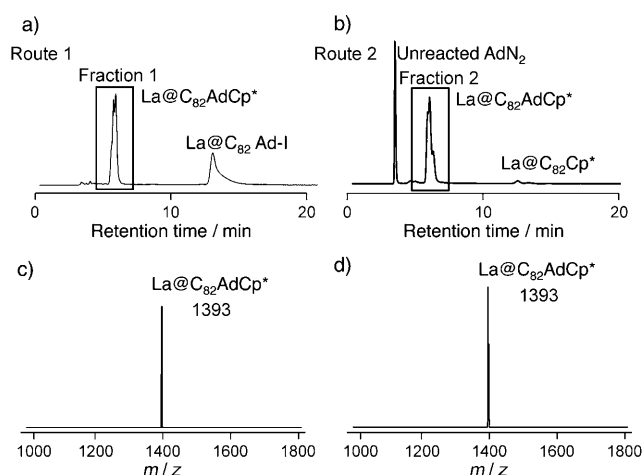 a)
Route 1
Fraction 1
La@C₈₂AdCp*
La@C₈₂ Ad-I
0 10 20
Retention time / min
b)
Route 2
Unreacted AdN₂
Fraction 2
La@C₈₂AdCp*
La@C₈₂Cp*
0 10 20
Retention time / min
c)
La@C₈₂AdCp*
1393
1000 1200 1400 1600 1800
m / z
d)
La@C₈₂AdCp*
1393
1000 1200 1400 1600 1800
m / z